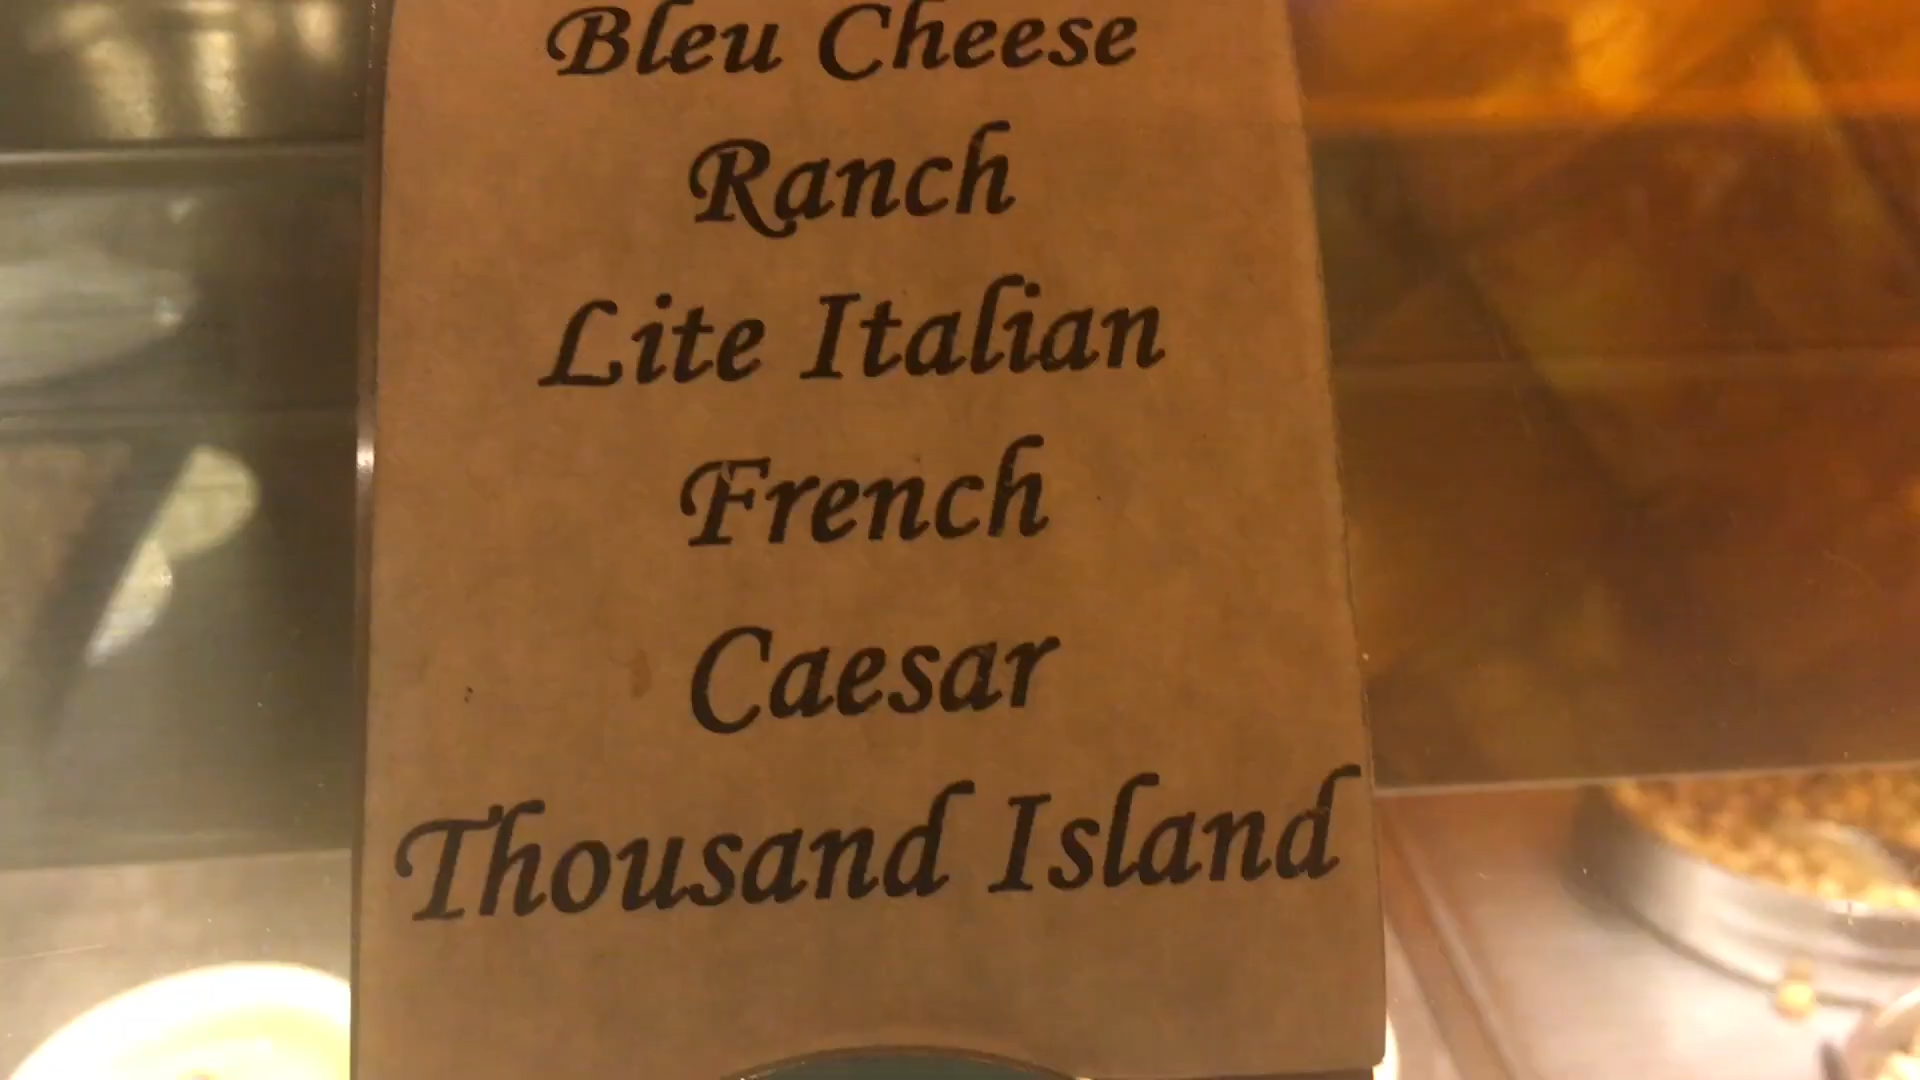 Bleu Cheese
Ranch
Lite Italian
French
Caesar
Thousand Island